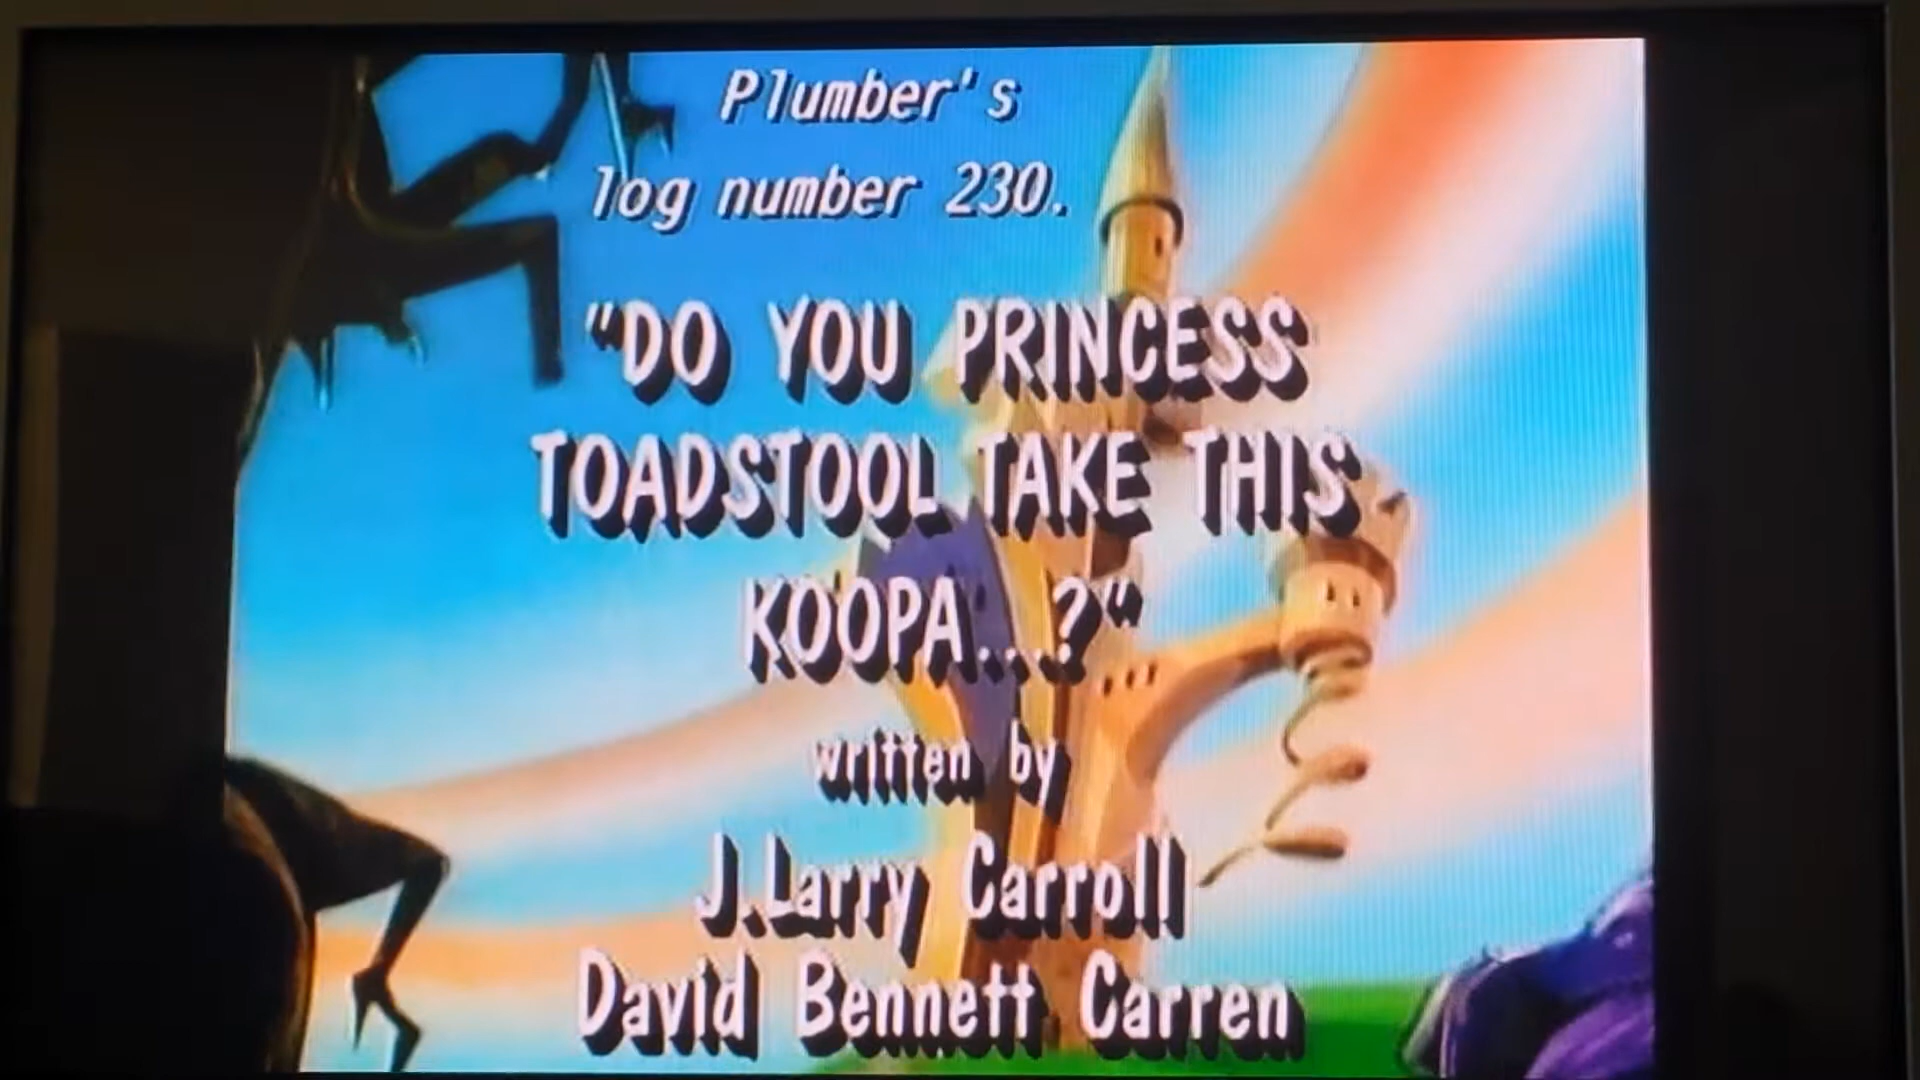 Plumber's
log number 230.
"DO YOU PRINCESS
TOADSTOOL TAKE THIS
KOOPA...?"
written by
J.Larry Carroll
David Bennett Carren